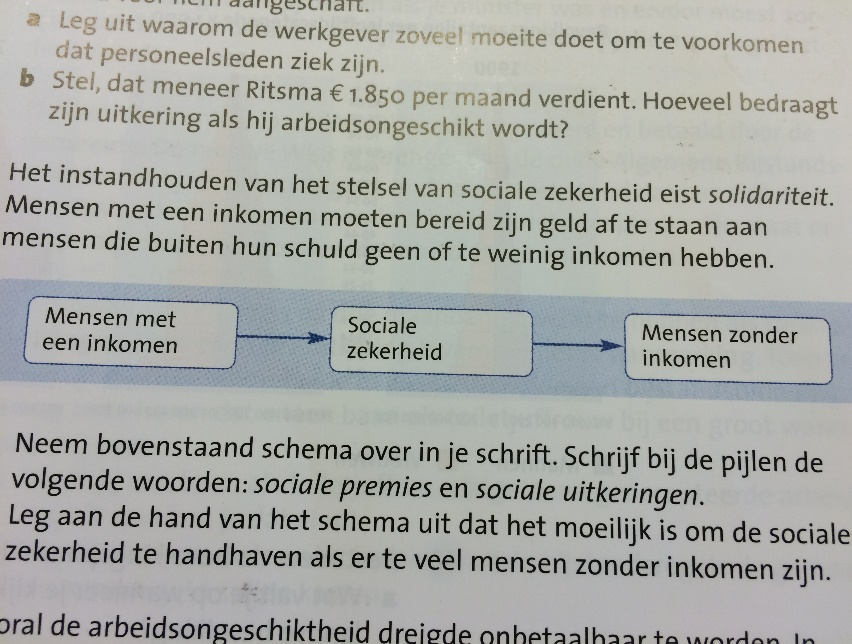 aangeschaft.
a Leg uit waarom de werkgever zoveel moeite doet om te voorkomen
dat personeelsleden ziek zijn.
b Stel, dat meneer Ritsma € 1.850 per maand verdient. Hoeveel bedraagt
zijn uitkering als hij arbeidsongeschikt wordt?
Het instandhouden van het stelsel van sociale zekerheid eist solidariteit.
Mensen met een inkomen moeten bereid zijn geld af te staan aan
mensen die buiten hun schuld geen of te weinig inkomen hebben.
Mensen met
een inkomen
Sociale
zekerheid
Mensen zonder
inkomen
Neem bovenstaand schema over in je schrift. Schrijf bij de pijlen de
volgende woorden: sociale premies en sociale uitkeringen.
Leg aan de hand van het schema uit dat het moeilijk is om de sociale
zekerheid te handhaven als er te veel mensen zonder inkomen zijn.
oral de arbeidsongeschiktheid dreigde onbetaalbaar te worden. In